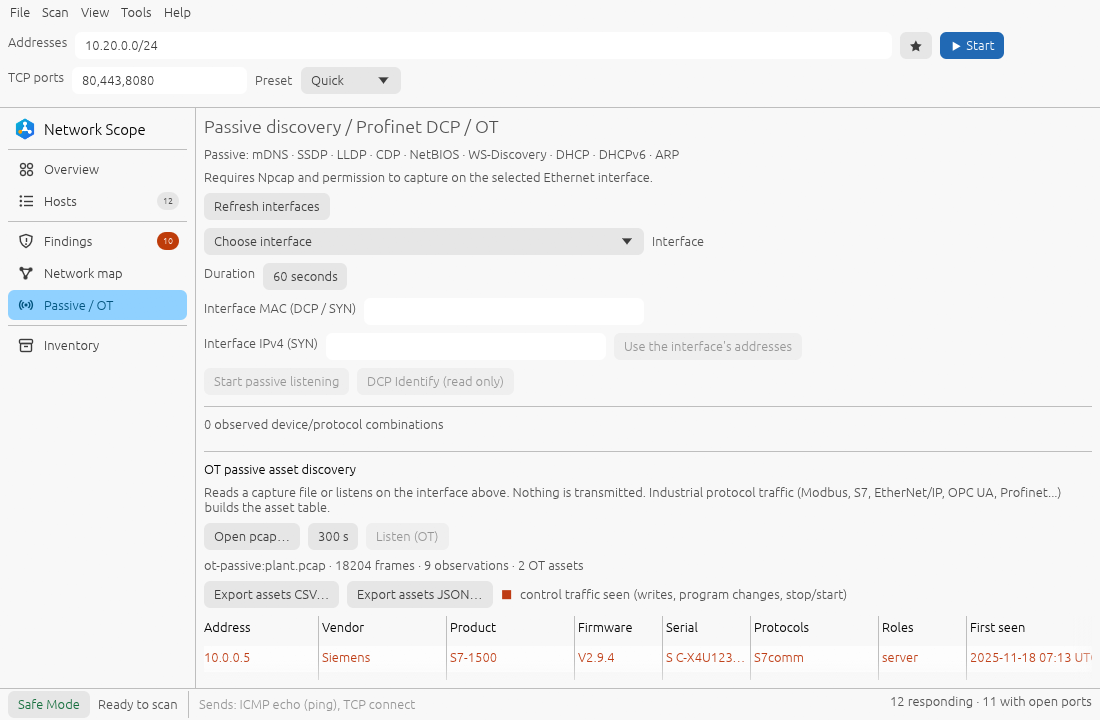 File Scan View Tools Help
Addresses 10.20.0.0/24 Start
TCP ports 80,443,8080 Preset Quick
Network Scope
Overview
Hosts 12
Findings 10
Network map
Passive / OT
Inventory
Passive discovery / Profinet DCP / OT
Passive: mDNS · SSDP · LLDP · CDP · NetBIOS · WS-Discovery · DHCP · DHCPv6 · ARP
Requires Npcap and permission to capture on the selected Ethernet interface.
Refresh interfaces
Choose interface Interface
Duration 60 seconds
Interface MAC (DCP / SYN)
Interface IPv4 (SYN) Use the interface's addresses
Start passive listening DCP Identify (read only)
0 observed device/protocol combinations
OT passive asset discovery
Reads a capture file or listens on the interface above. Nothing is transmitted. Industrial protocol traffic (Modbus, S7, EtherNet/IP, OPC UA, Profinet...)
builds the asset table.
Open pcap... 300 s Listen (OT)
ot-passive:plant.pcap · 18204 frames · 9 observations · 2 OT assets
Export assets CSV... Export assets JSON... control traffic seen (writes, program changes, stop/start)
Address Vendor Product Firmware Serial Protocols Roles First seen
10.0.0.5 Siemens S7-1500 V2.9.4 S C-X4U123... S7comm server 2025-11-18 07:13 UTC
Safe Mode Ready to scan Sends: ICMP echo (ping), TCP connect 12 responding · 11 with open ports